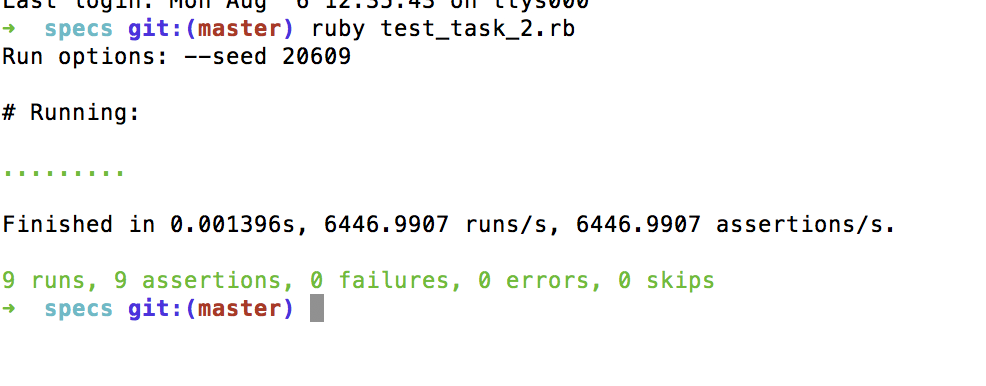 Last login: Mon Aug  6 12:35:43 on ttys000
➜  specs git:(master) ruby test_task_2.rb
Run options: --seed 20609
# Running:
.........
Finished in 0.001396s, 6446.9907 runs/s, 6446.9907 assertions/s.
9 runs, 9 assertions, 0 failures, 0 errors, 0 skips
➜  specs git:(master)